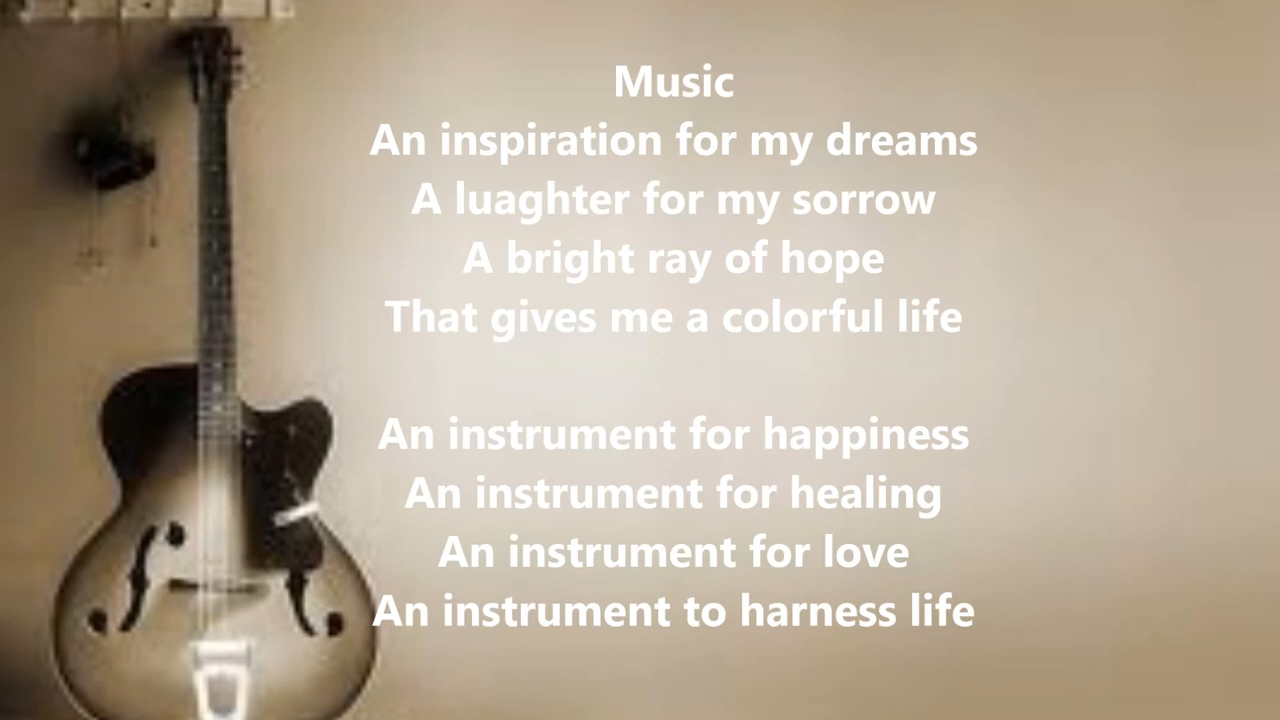 Music
An inspiration for my dreams
A luaghter for my sorrow
A bright ray of hope
That gives me a colorful life
An instrument for happiness
An instrument for healing
An instrument for love
An instrument to harness life